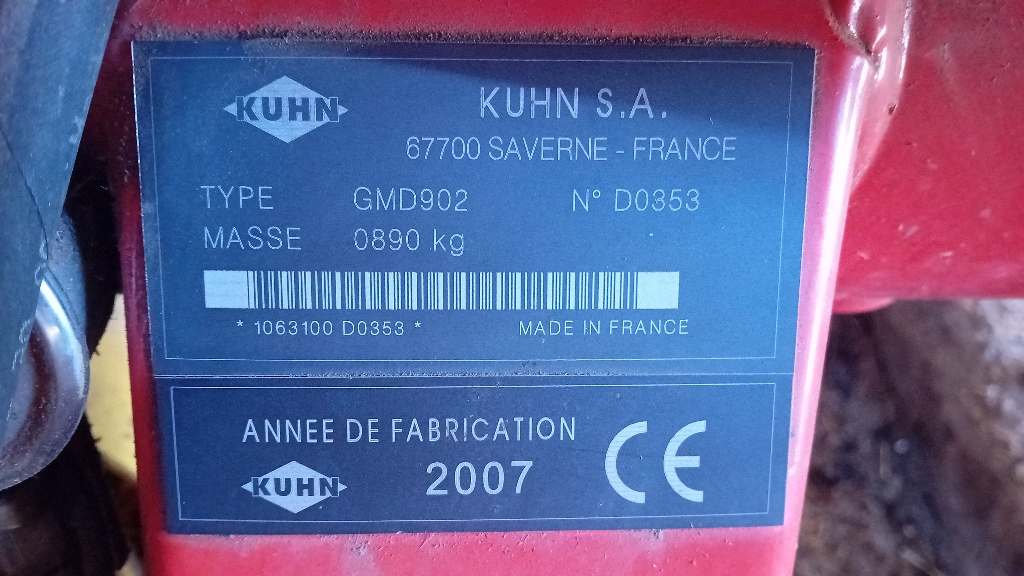 KUHN
KUHN S.A.
67700 SAVERNE - FRANCE
TYPE GMD902 N° D0353
MASSE 0890 kg
* 1063100 D0353 * MADE IN FRANCE
ANNEE DE FABRICATION
KUHN 2007 CE